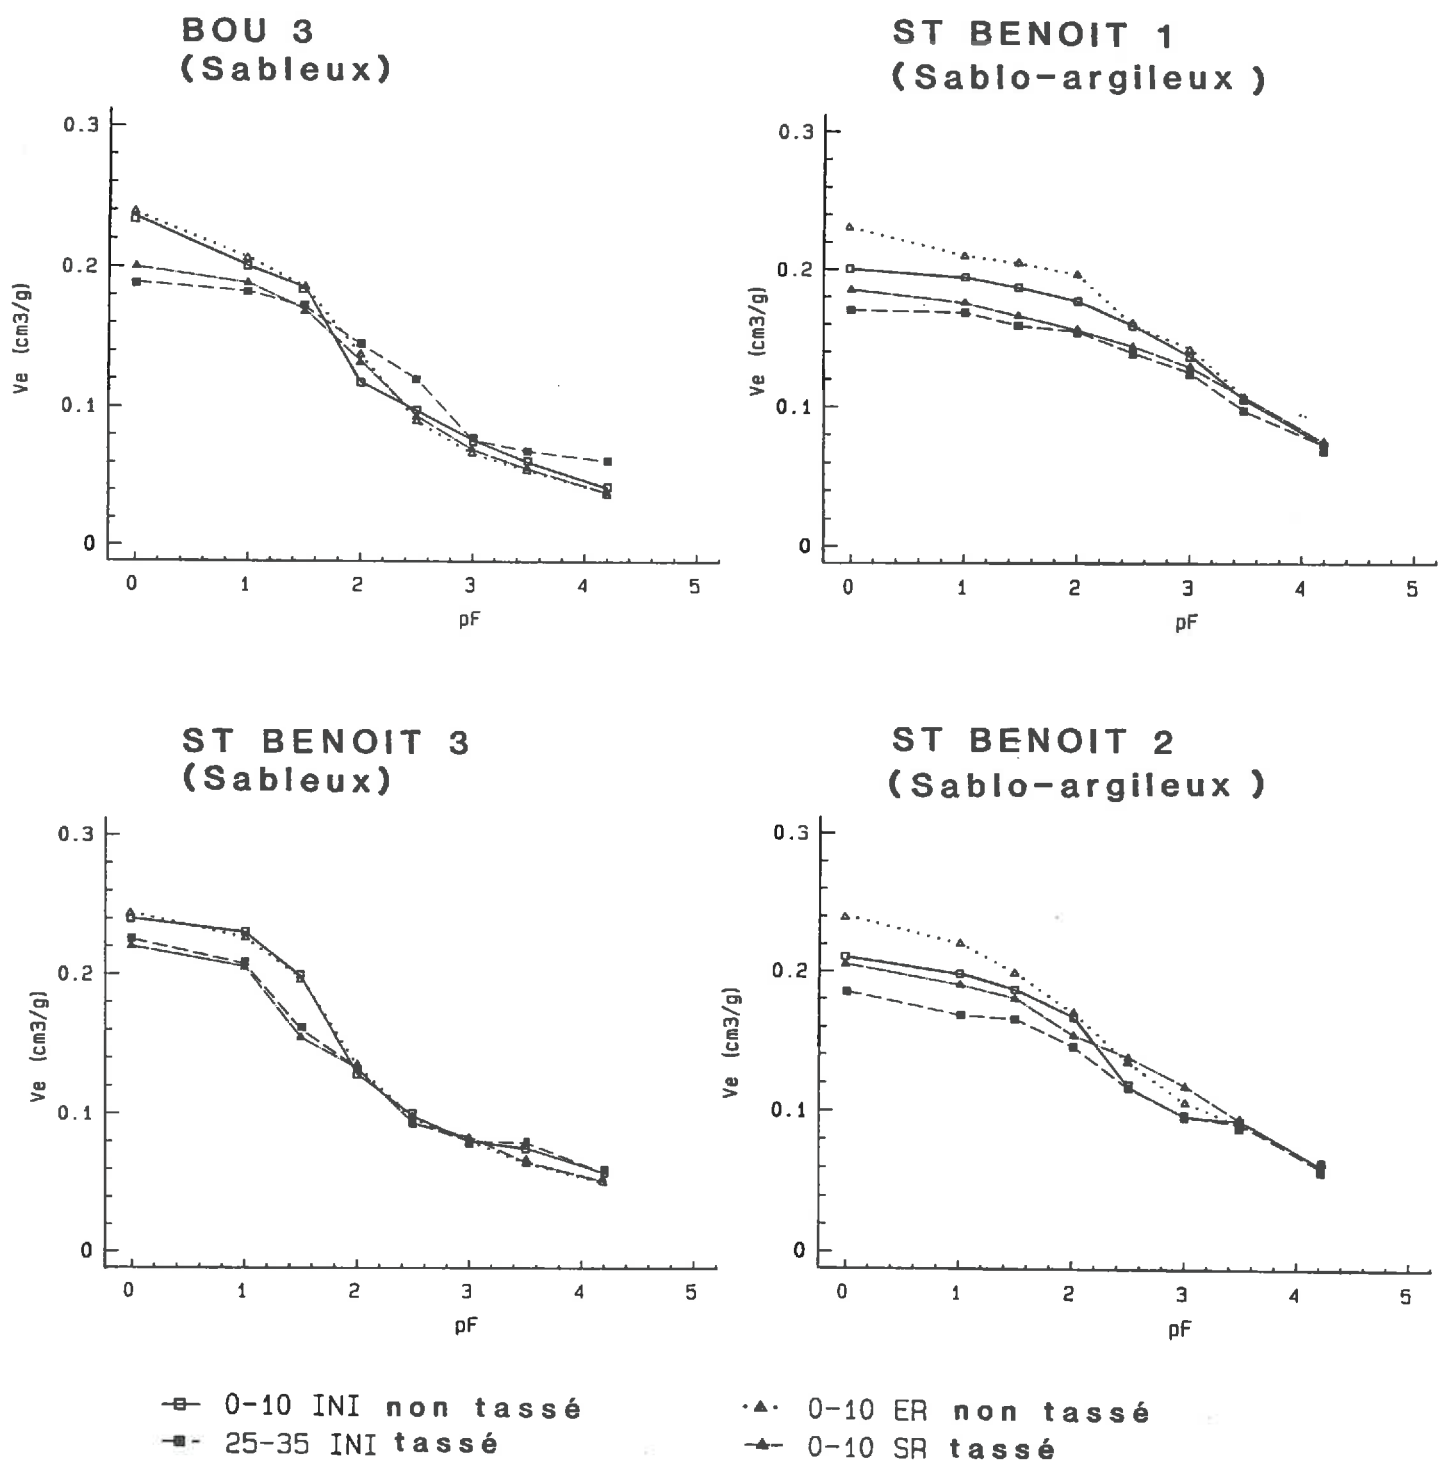 BOU 3
(Sableux)
0.3
0.2
0.1
0
Ve (cm3/g)
0 1 2 3 4 5
pF
ST BENOIT 1
(Sablo-argileux )
0.3
0.2
0.1
0
Ve (cm3/g)
0 1 2 3 4 5
pF
ST BENOIT 3
(Sableux)
0.3
0.2
0.1
0
Ve (cm3/g)
0 1 2 3 4 5
pF
ST BENOIT 2
(Sablo-argileux )
0.3
0.2
0.1
0
Ve (cm3/g)
0 1 2 3 4 5
pF
0-10 INI non tassé
25-35 INI tassé
0-10 ER non tassé
0-10 SR tassé